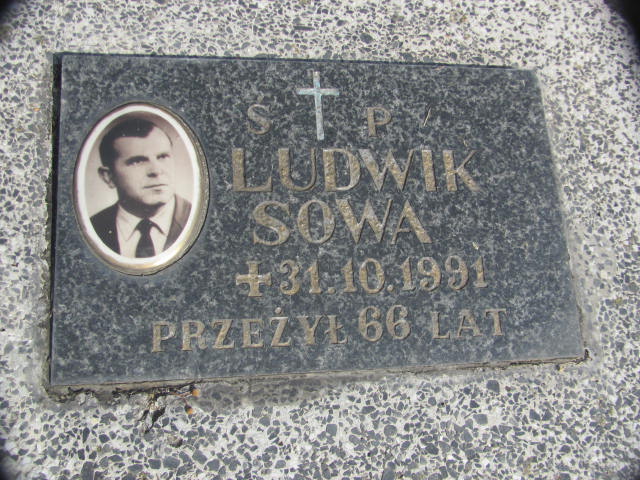 Ś P
LUDWIK
SOWA
+ 31.10.1991
PRZEŻYŁ 66 LAT